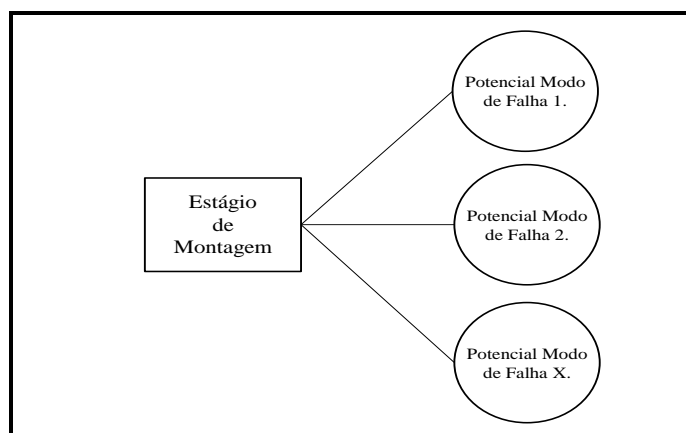 Potencial Modo
de Falha 1.
Estágio
de
Montagem
Potencial Modo
de Falha 2.
Potencial Modo
de Falha X.